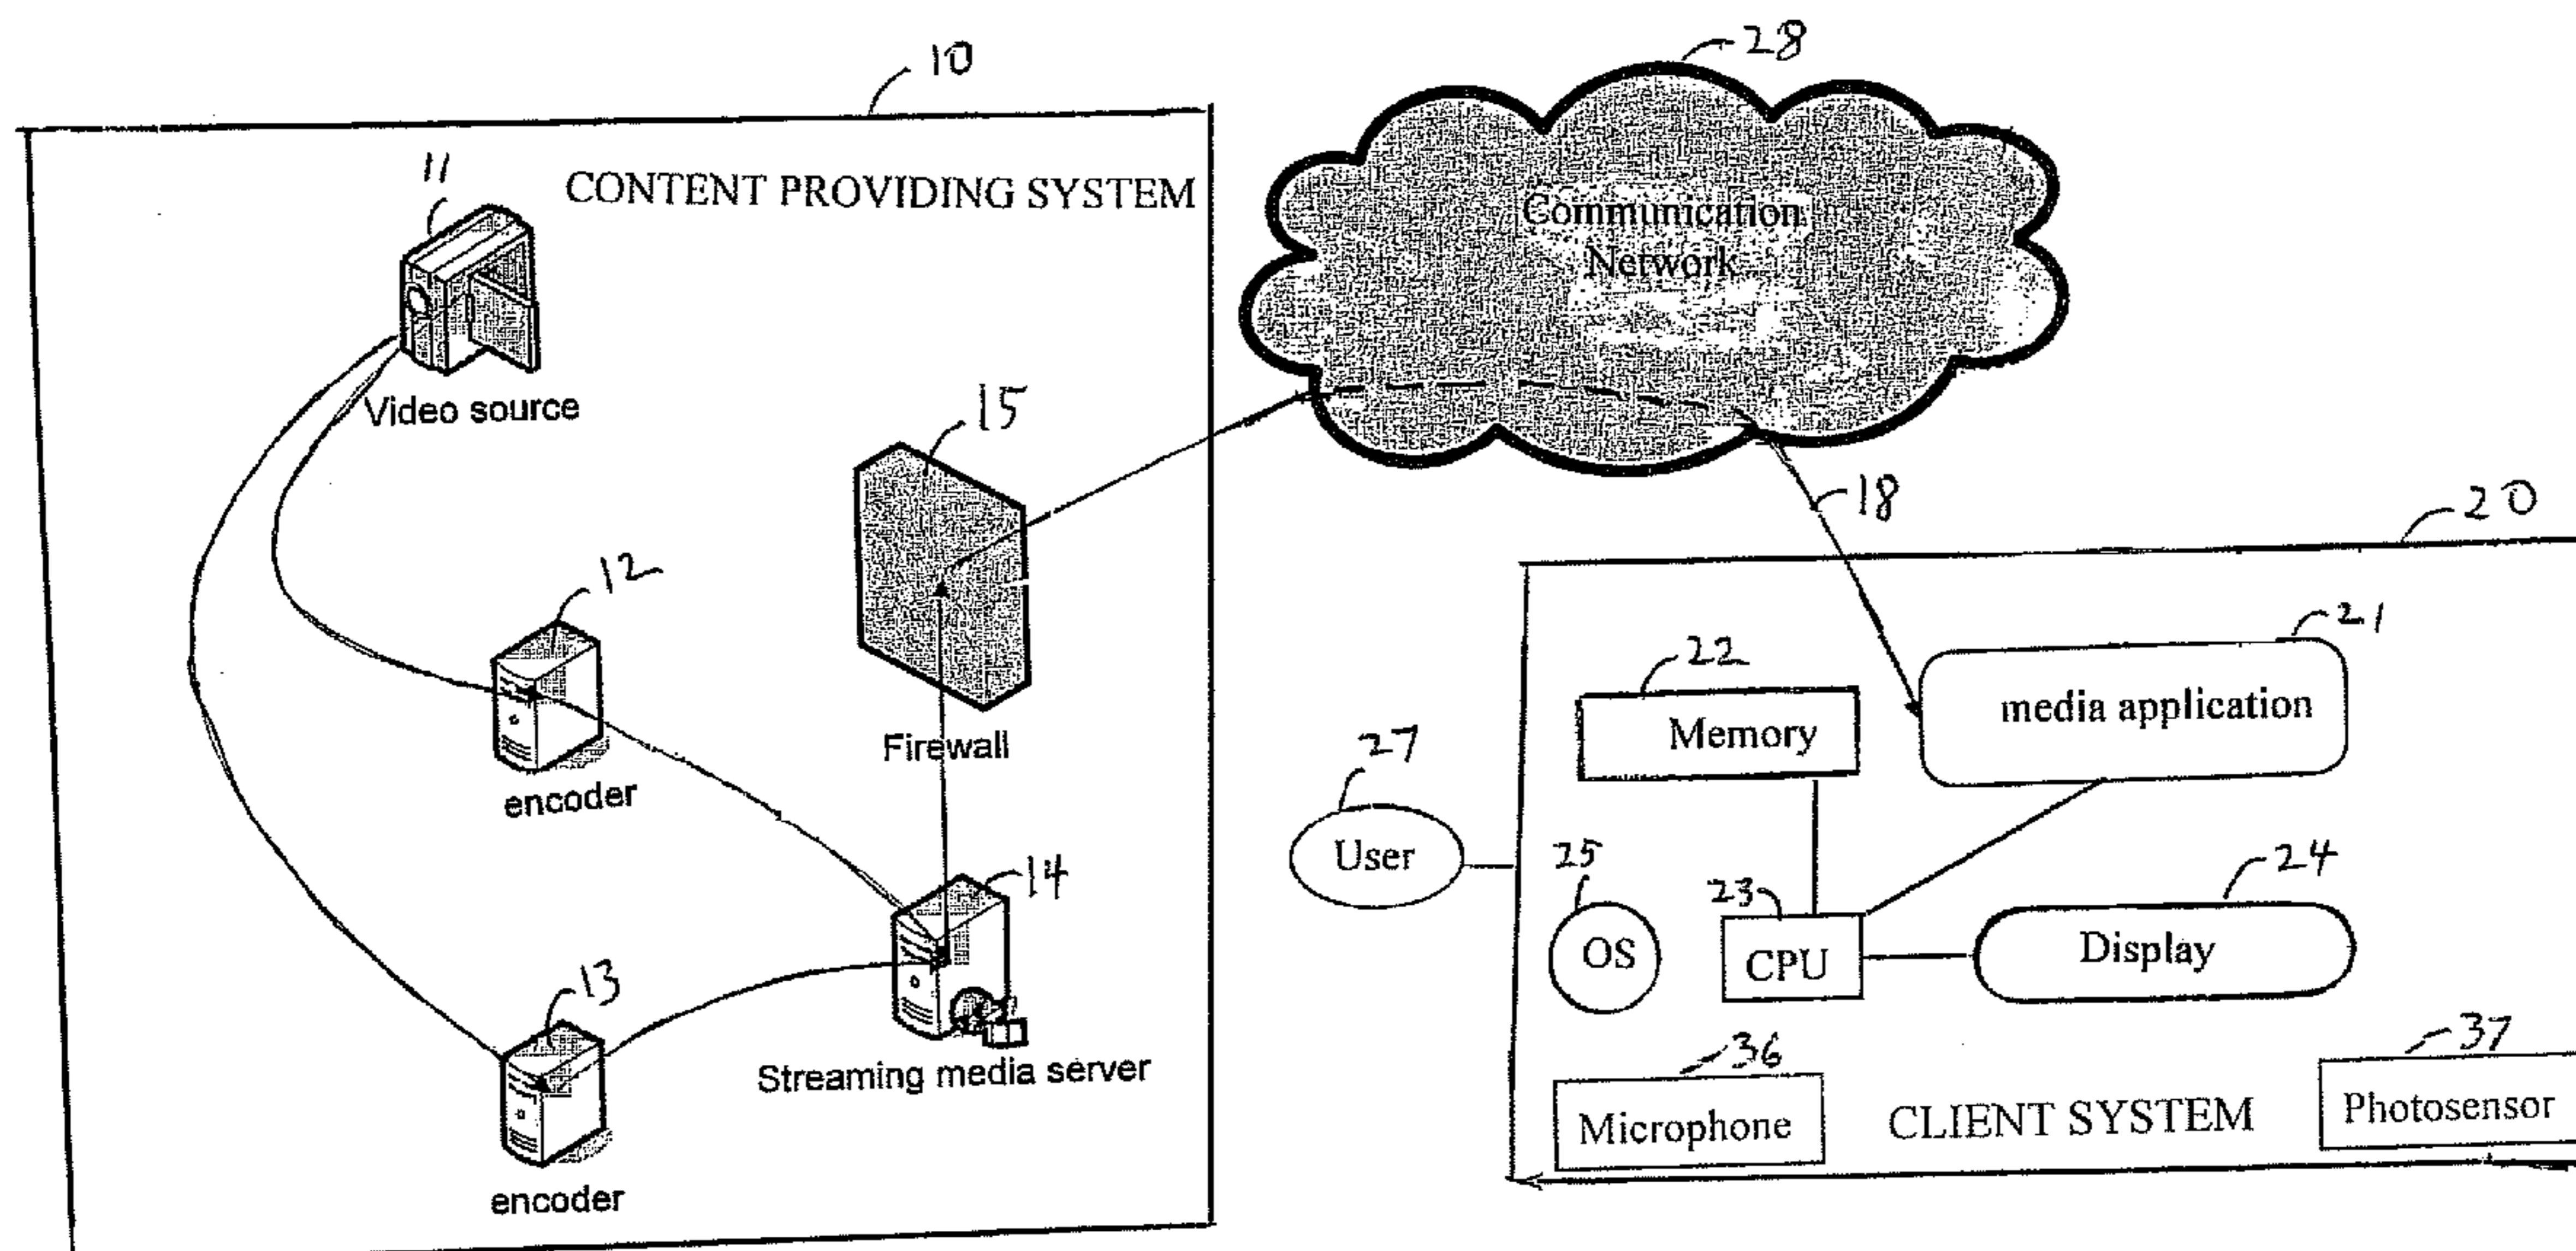 10
28
11
CONTENT PROVIDING SYSTEM
Communication
Network
Video source
15
18
20
12
21
22
media application
Memory
27
Firewall
encoder
User
25
23
24
14
OS
CPU
Display
13
36
37
Streaming media server
Microphone
CLIENT SYSTEM
Photosensor
encoder